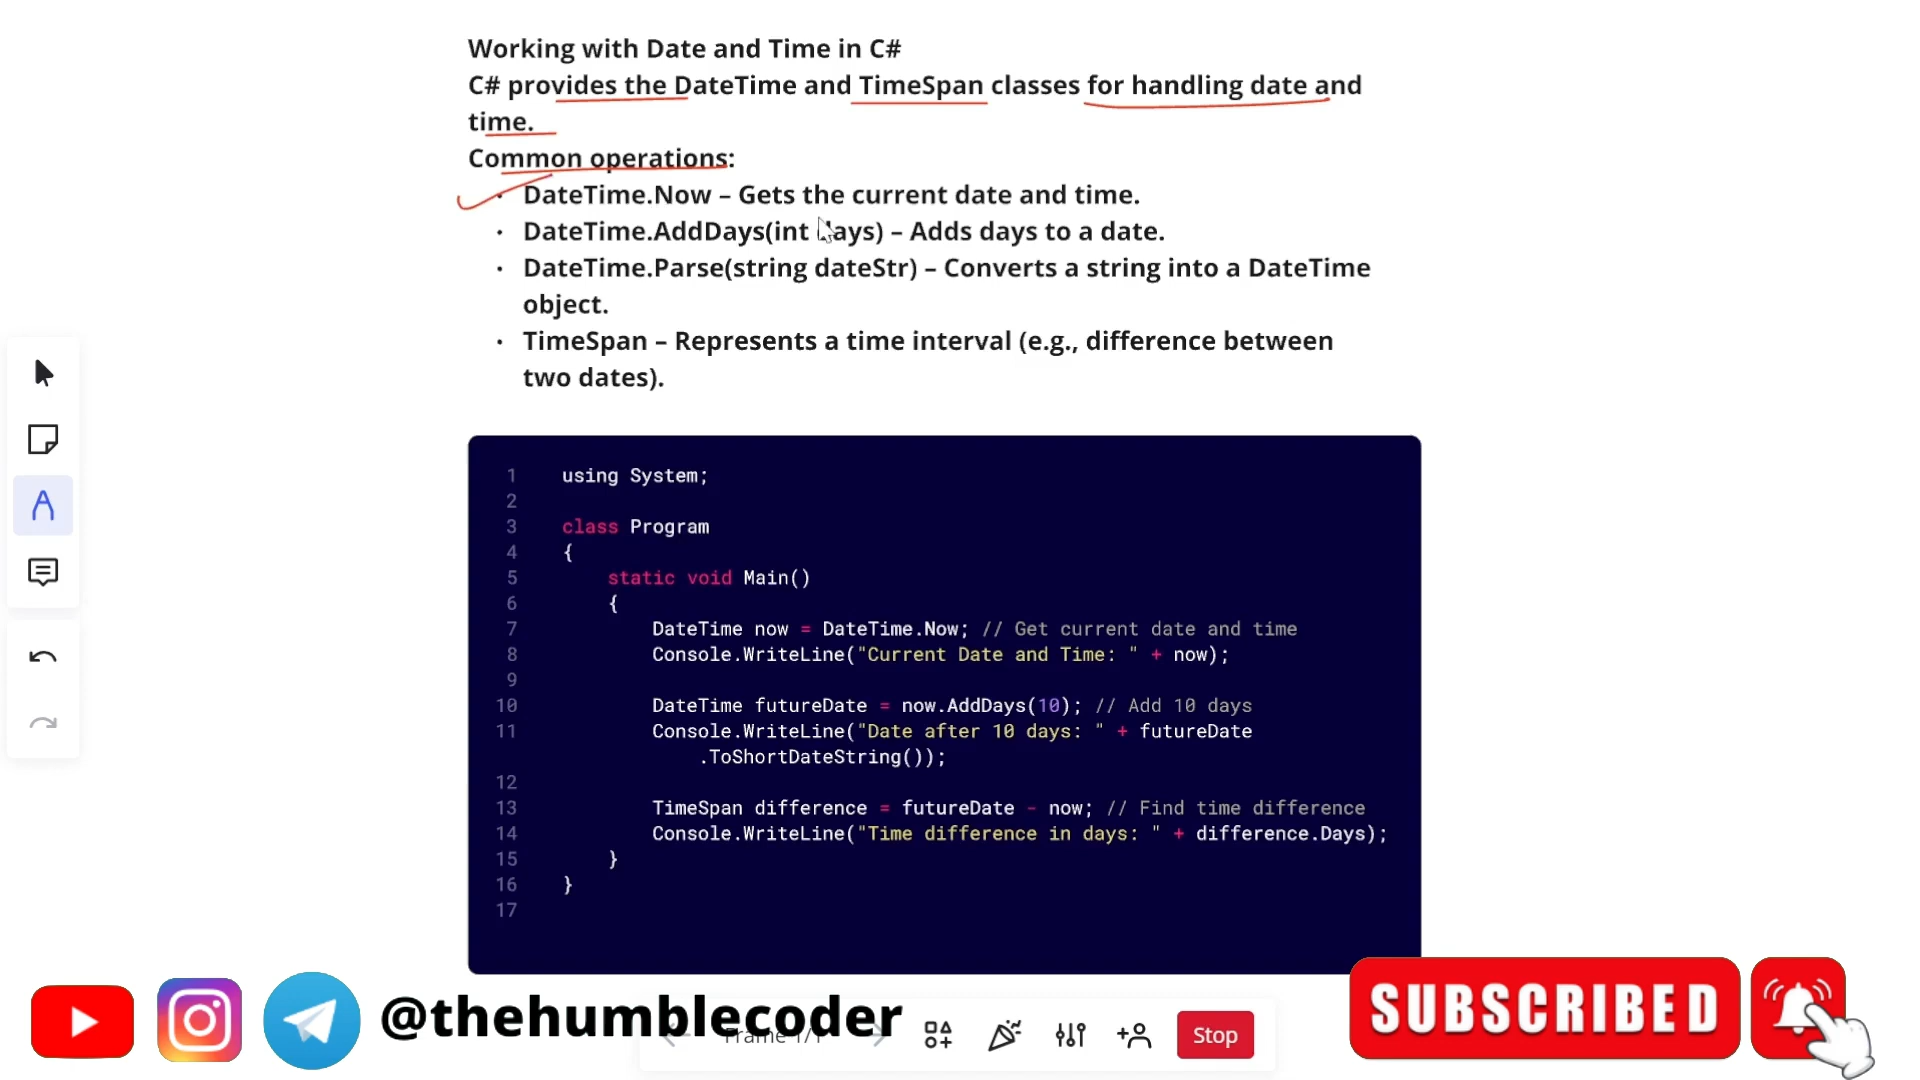 Working with Date and Time in C#
C# provides the DateTime and TimeSpan classes for handling date and
time.
Common operations:
· DateTime.Now – Gets the current date and time.
· DateTime.AddDays(int days) – Adds days to a date.
· DateTime.Parse(string dateStr) – Converts a string into a DateTime
object.
· TimeSpan – Represents a time interval (e.g., difference between
two dates).
1 using System;
2
3 class Program
4 {
5 static void Main()
6 {
7 DateTime now = DateTime.Now; // Get current date and time
8 Console.WriteLine("Current Date and Time: " + now);
9
10 DateTime futureDate = now.AddDays(10); // Add 10 days
11 Console.WriteLine("Date after 10 days: " + futureDate
.ToShortDateString());
12
13 TimeSpan difference = futureDate - now; // Find time difference
14 Console.WriteLine("Time difference in days: " + difference.Days);
15 }
16 }
17
@thehumblecoder
Frame 1/1
Stop
SUBSCRIBED